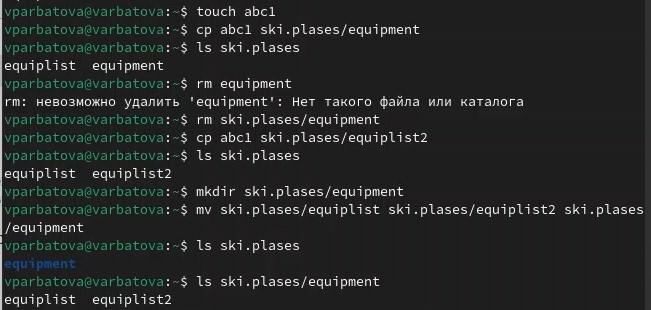 vparbatova@varbatova:~$ touch abc1
vparbatova@varbatova:~$ cp abc1 ski.plases/equipment
vparbatova@varbatova:~$ ls ski.plases
equiplist  equipment
vparbatova@varbatova:~$ rm equipment
rm: невозможно удалить 'equipment': Нет такого файла или каталога
vparbatova@varbatova:~$ rm ski.plases/equipment
vparbatova@varbatova:~$ cp abc1 ski.plases/equiplist2
vparbatova@varbatova:~$ ls ski.plases
equiplist  equiplist2
vparbatova@varbatova:~$ mkdir ski.plases/equipment
vparbatova@varbatova:~$ mv ski.plases/equiplist ski.plases/equiplist2 ski.plases
/equipment
vparbatova@varbatova:~$ ls ski.plases
equipment
vparbatova@varbatova:~$ ls ski.plases/equipment
equiplist  equiplist2